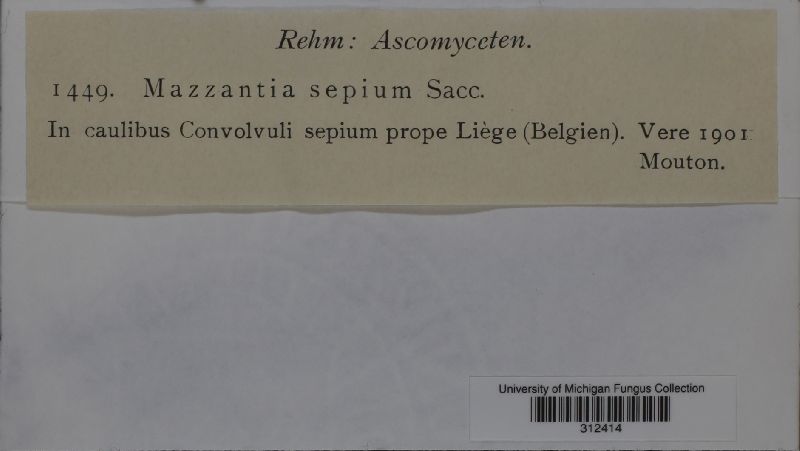 Rehm: Ascomyceten.
1449. Mazzantia sepium Sacc.
In caulibus Convolvuli sepium prope Liège (Belgien). Vere 1901
Mouton.
University of Michigan Fungus Collection
312414